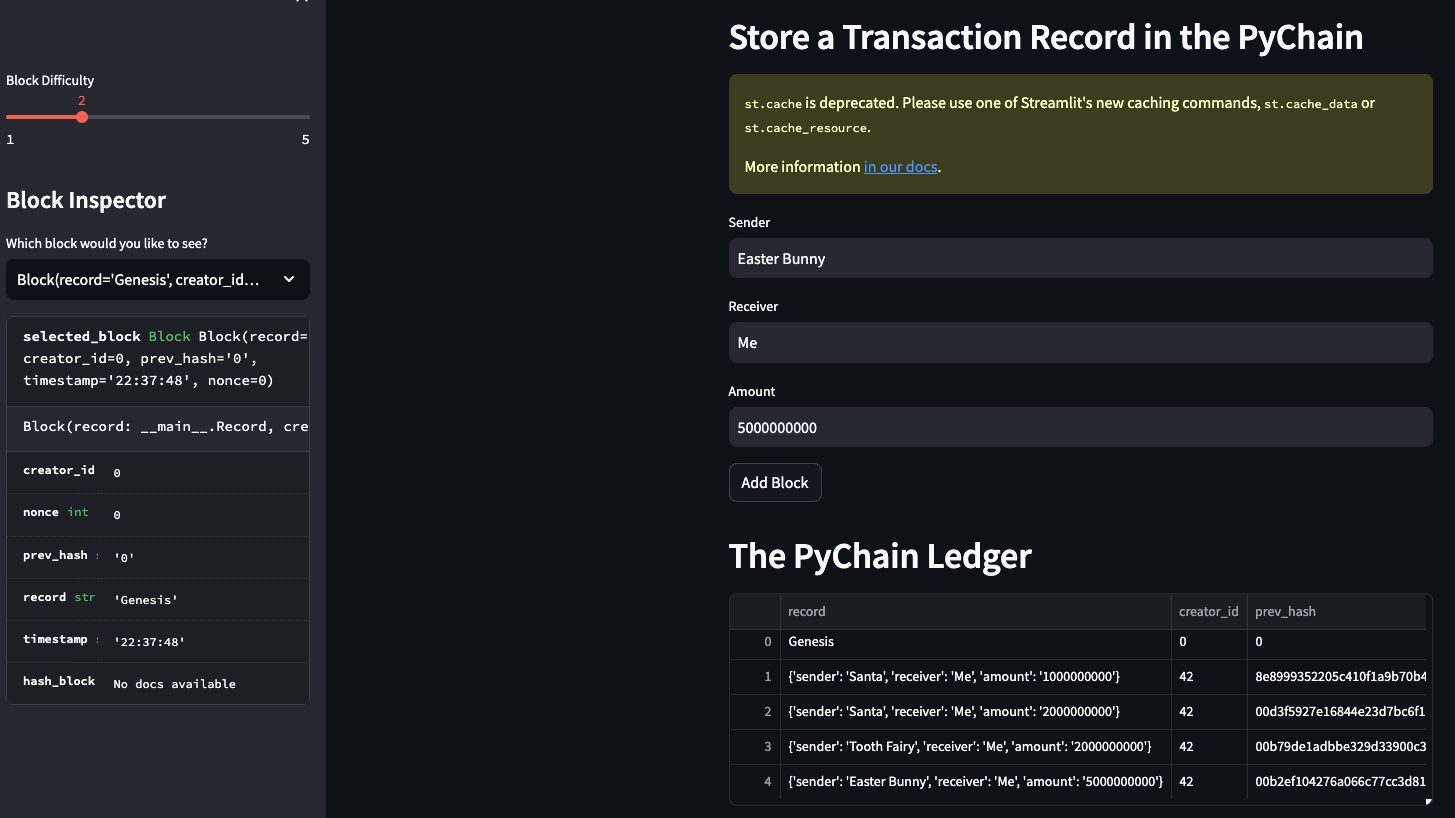 Block Difficulty
2
1 5
Block Inspector
Which block would you like to see?
Block(record='Genesis', creator_id…
selected_block Block Block(record=
creator_id=0, prev_hash='0',
timestamp='22:37:48', nonce=0)
Block(record: __main__.Record, cre
creator_id 0
nonce int 0
prev_hash '0'
record str 'Genesis'
timestamp '22:37:48'
hash_block No docs available
Store a Transaction Record in the PyChain
st.cache is deprecated. Please use one of Streamlit's new caching commands, st.cache_data or
st.cache_resource.
More information in our docs.
Sender
Easter Bunny
Receiver
Me
Amount
5000000000
Add Block
The PyChain Ledger
record creator_id prev_hash
0 Genesis 0 0
1 {'sender': 'Santa', 'receiver': 'Me', 'amount': '1000000000'} 42 8e8999352205c410f1a9b70b4
2 {'sender': 'Santa', 'receiver': 'Me', 'amount': '2000000000'} 42 00d3f5927e16844e23d7bc6f1
3 {'sender': 'Tooth Fairy', 'receiver': 'Me', 'amount': '2000000000'} 42 00b79de1adbbe329d33900c3
4 {'sender': 'Easter Bunny', 'receiver': 'Me', 'amount': '5000000000'} 42 00b2ef104276a066c77cc3d81